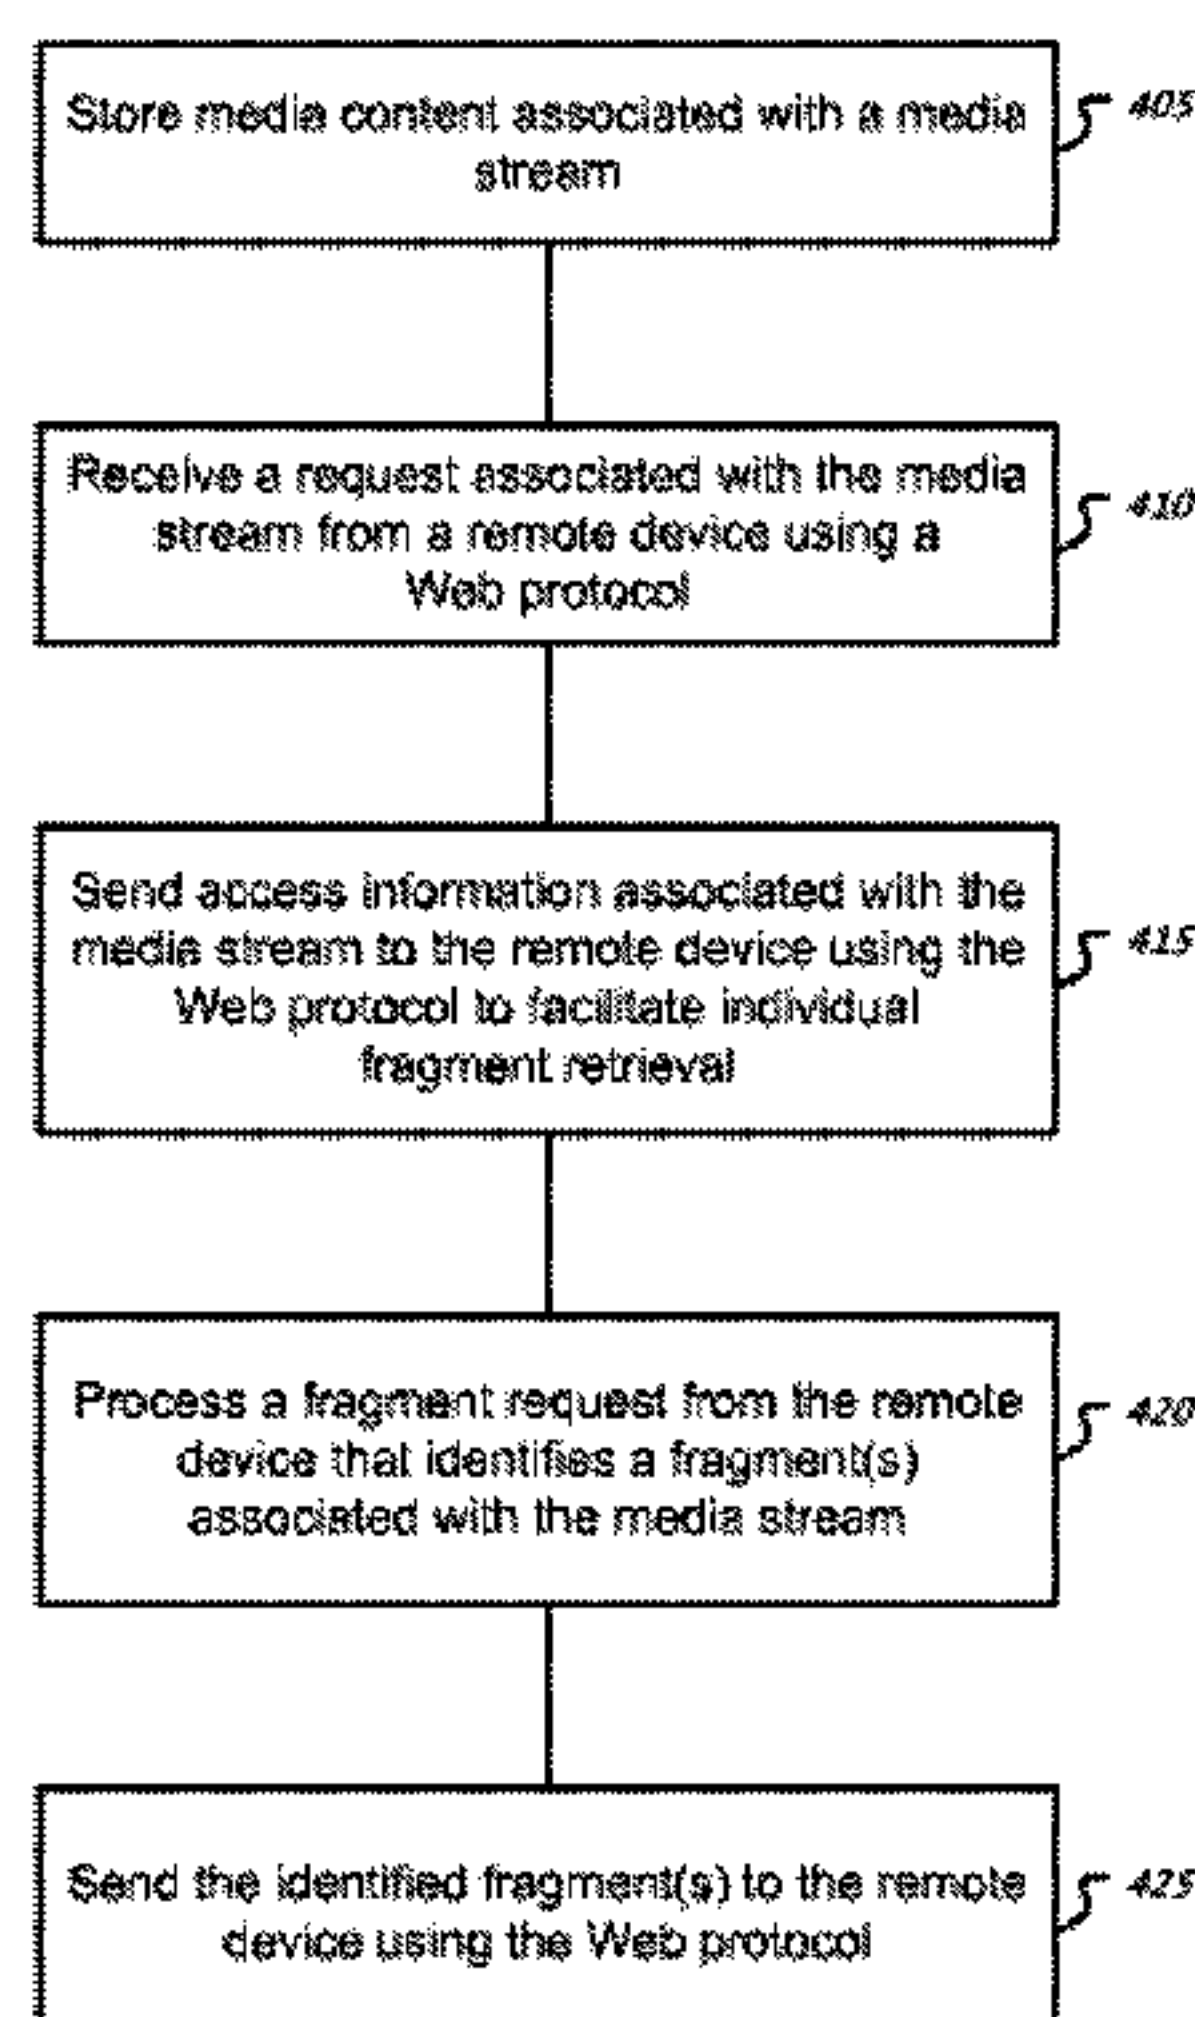 Store media content associated with a media
stream
405
Receive a request associated with the media
stream from a remote device using a
Web protocol
410
Send access information associated with the
media stream to the remote device using the
Web protocol to facilitate individual
fragment retrieval
415
Process a fragment request from the remote
device that identifies a fragment(s)
associated with the media stream
420
Send the identified fragment(s) to the remote
device using the Web protocol
425